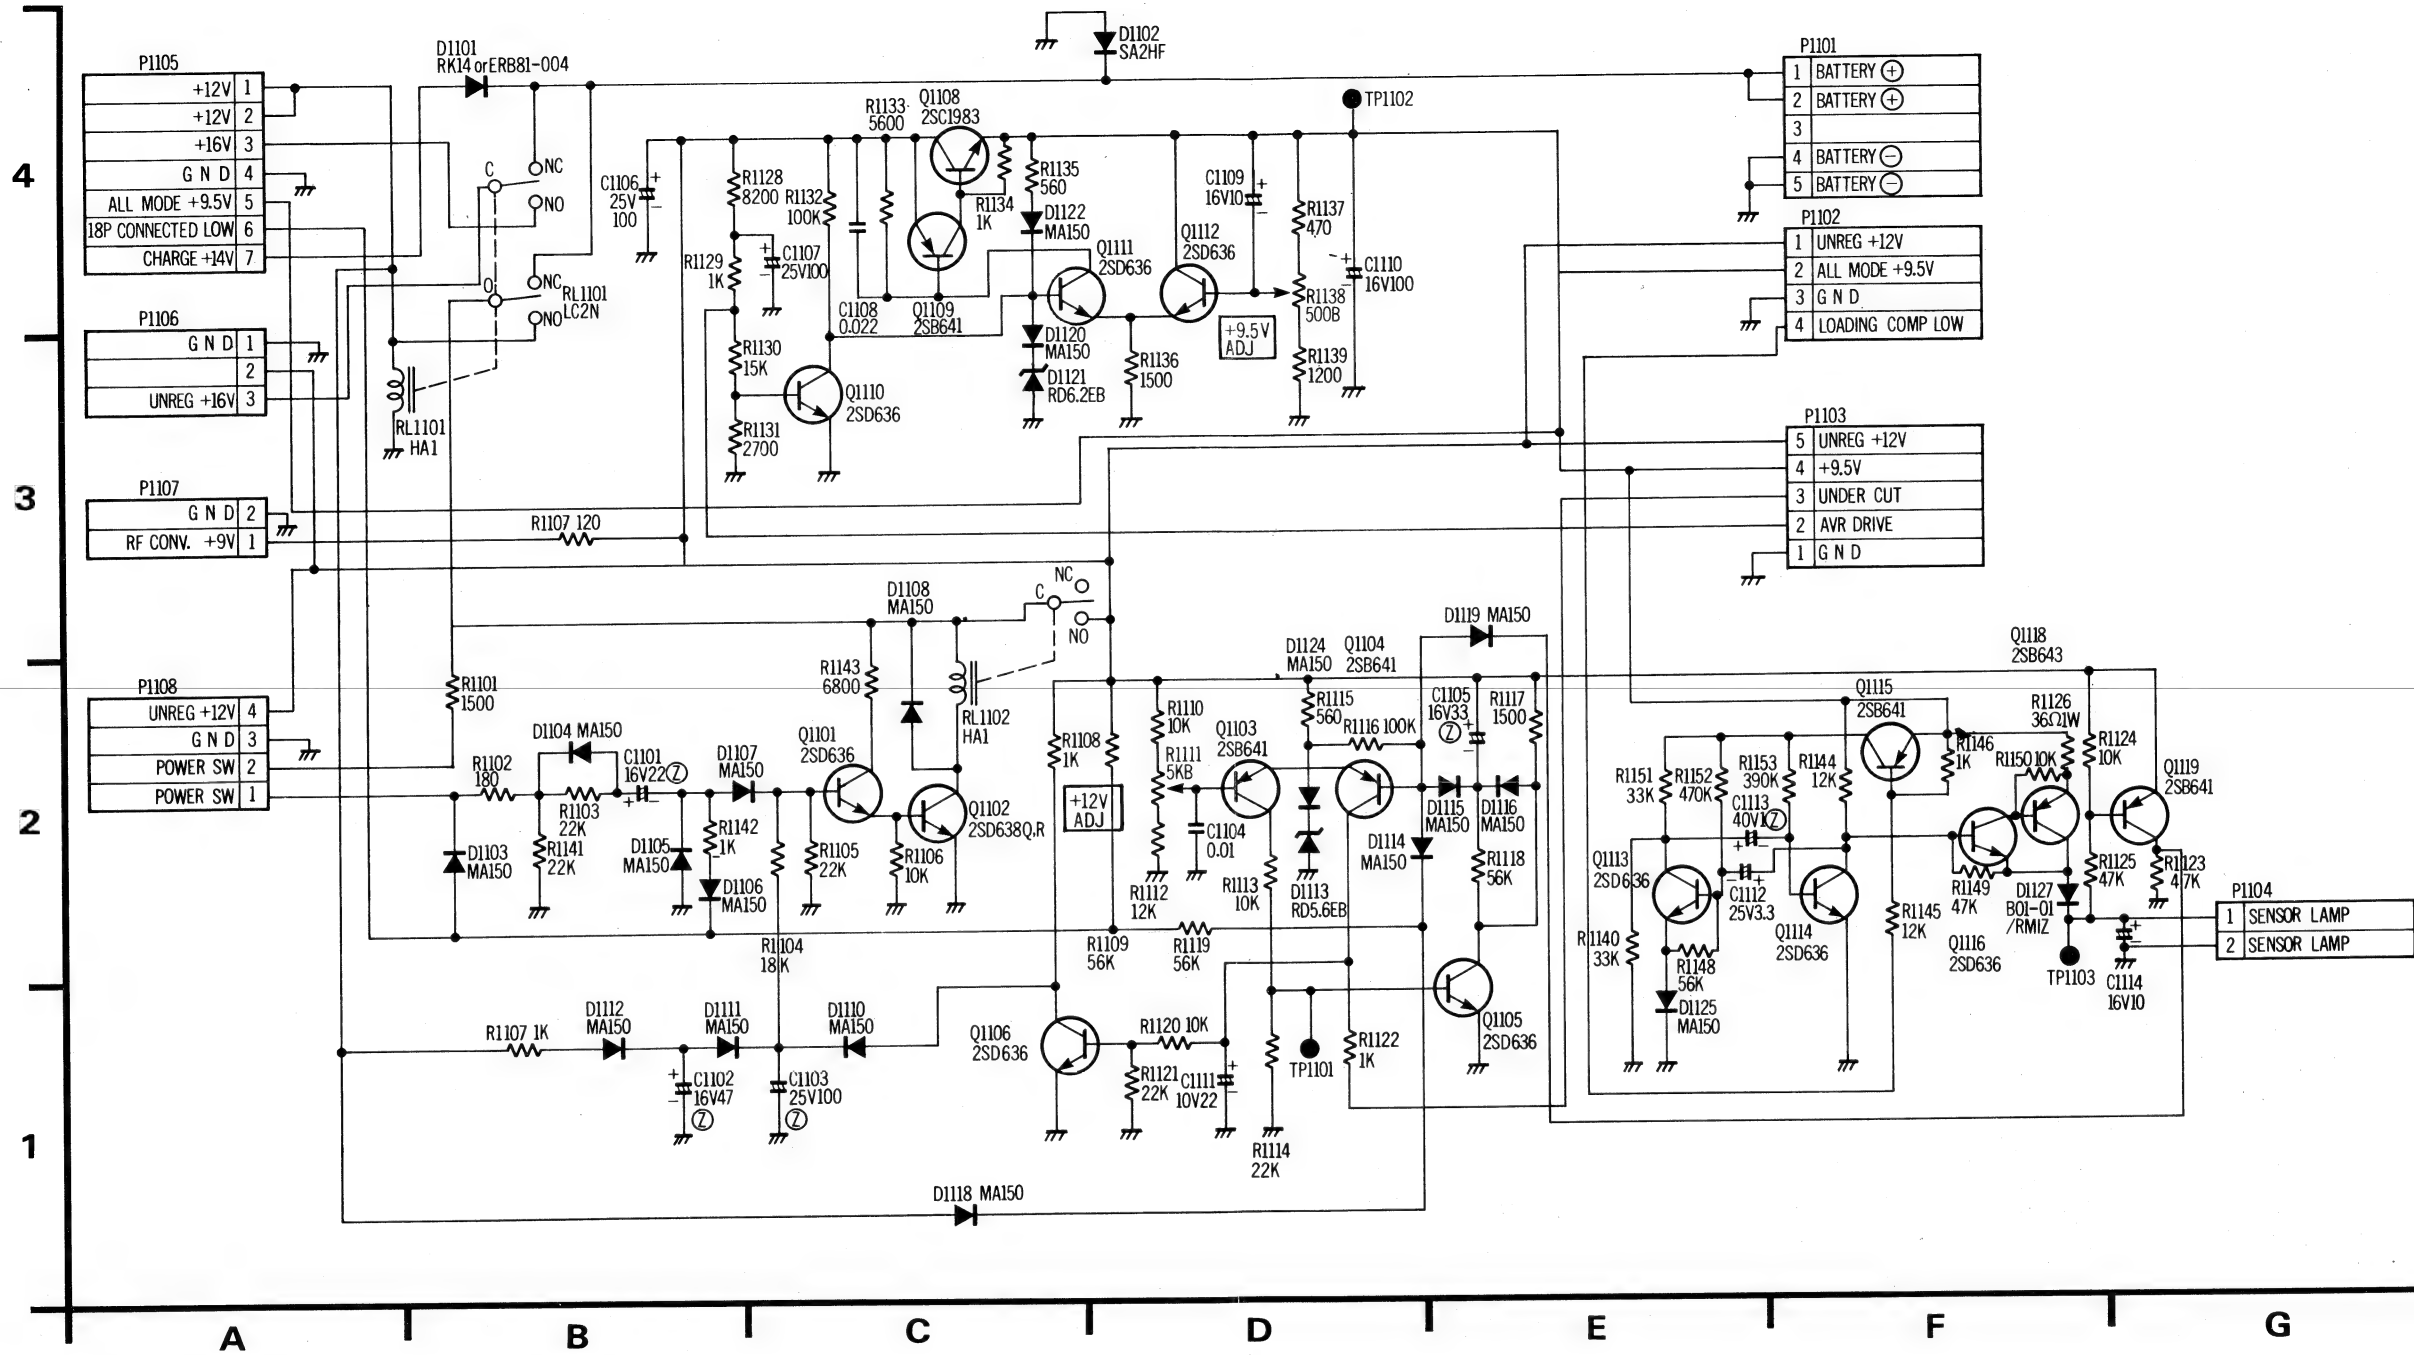 P1105
+12V 1
+12V 2
+16V 3
G N D 4
ALL MODE +9.5V 5
18P CONNECTED LOW 6
CHARGE +14V 7
P1106
G N D 1
2
UNREG +16V 3
P1107
G N D 2
RF CONV. +9V 1
P1108
UNREG +12V 4
G N D 3
POWER SW 2
POWER SW 1
D1101
RK14 or ERB81-004
C
NC
NO
O
NC
NO
RL1101
LC2N
RL1101
HA1
D1102
SA2HF
C1106
25V
100
R1128
8200
R1129
1K
C1107
25V100
R1130
15K
R1131
2700
R1132
100K
R1133
5600
Q1108
2SC1983
C1108
0.022
Q1109
2SB641
Q1110
2SD636
R1134
1K
R1135
560
D1122
MA150
D1120
MA150
D1121
RD6.2EB
Q1111
2SD636
R1136
1500
Q1112
2SD636
C1109
16V10
R1137
470
R1138
500B
R1139
1200
+9.5V
ADJ
C1110
16V100
TP1102
P1101
1 BATTERY +
2 BATTERY +
3
4 BATTERY −
5 BATTERY −
P1102
1 UNREG +12V
2 ALL MODE +9.5V
3 G N D
4 LOADING COMP LOW
P1103
5 UNREG +12V
4 +9.5V
3 UNDER CUT
2 AVR DRIVE
1 G N D
R1107 120
R1101
1500
D1108
MA150
C
NC
NO
R1143
6800
RL1102
HA1
D1104 MA150
R1102
180
R1103
22K
C1101
16V22 Z
D1107
MA150
Q1101
2SD636
Q1102
2SD638Q,R
D1103
MA150
R1141
22K
D1105
MA150
R1142
1K
D1106
MA150
R1105
22K
R1106
10K
R1104
18K
R1108
1K
+12V
ADJ
R1109
56K
R1110
10K
R1111
5KB
R1112
12K
Q1103
2SB641
C1104
0.01
R1113
10K
D1124
MA150
R1115
560
D1113
RD5.6EB
Q1104
2SB641
R1116 100K
D1114
MA150
C1105
16V33
Z
R1117
1500
D1115
MA150
D1116
MA150
R1118
56K
D1119 MA150
R1119
56K
Q1105
2SD636
R1107 1K
D1112
MA150
D1111
MA150
D1110
MA150
C1102
16V47
Z
C1103
25V100
Z
Q1106
2SD636
R1120 10K
R1121
22K
C1111
10V22
TP1101
R1122
1K
R1114
22K
D1118 MA150
Q1118
2SB643
Q1115
2SB641
R1126
36Ω1W
R1151
33K
R1152
470K
R1153
390K
R1144
12K
R1146
1K
R1150 10K
R1124
10K
Q1119
2SB641
C1113
40V1 Z
Q1113
2SD636
C1112
25V3.3
Q1114
2SD636
R1149
47K
D1127
B01-01
/RM1Z
R1125
47K
R1123
47K
R1140
33K
R1148
56K
D1125
MA150
R1145
12K
Q1116
2SD636
TP1103
C1114
16V10
P1104
1 SENSOR LAMP
2 SENSOR LAMP
4
3
2
1
A B C D E F G